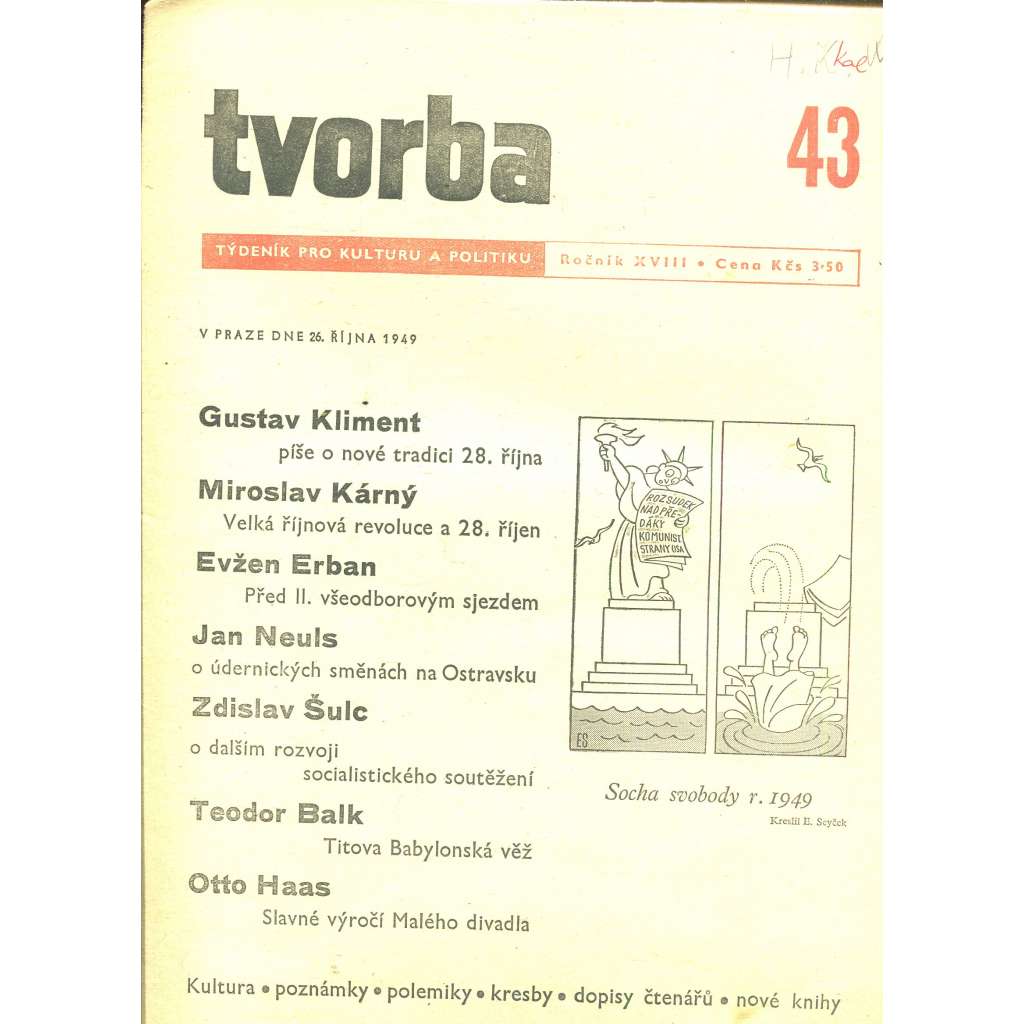 tvorba
43
TÝDENÍK PRO KULTURU A POLITIKU
Ročník XVIII • Cena Kčs 3·50
V PRAZE DNE 26. ŘÍJNA 1949
Gustav Kliment
píše o nové tradici 28. října
Miroslav Kárný
Velká říjnová revoluce a 28. říjen
Evžen Erban
Před II. všeodborovým sjezdem
Jan Neuls
o údernických směnách na Ostravsku
Zdislav Šulc
o dalším rozvoji
socialistického soutěžení
Teodor Balk
Titova Babylonská věž
Otto Haas
Slavné výročí Malého divadla
ROZSUDEK
NAD PŘE-
DÁKY
KOMUNIST.
STRANY USA
ES
Socha svobody r. 1949
Kreslil E.
Kultura • poznámky • polemiky • kresby • dopisy čtenářů • nové knihy